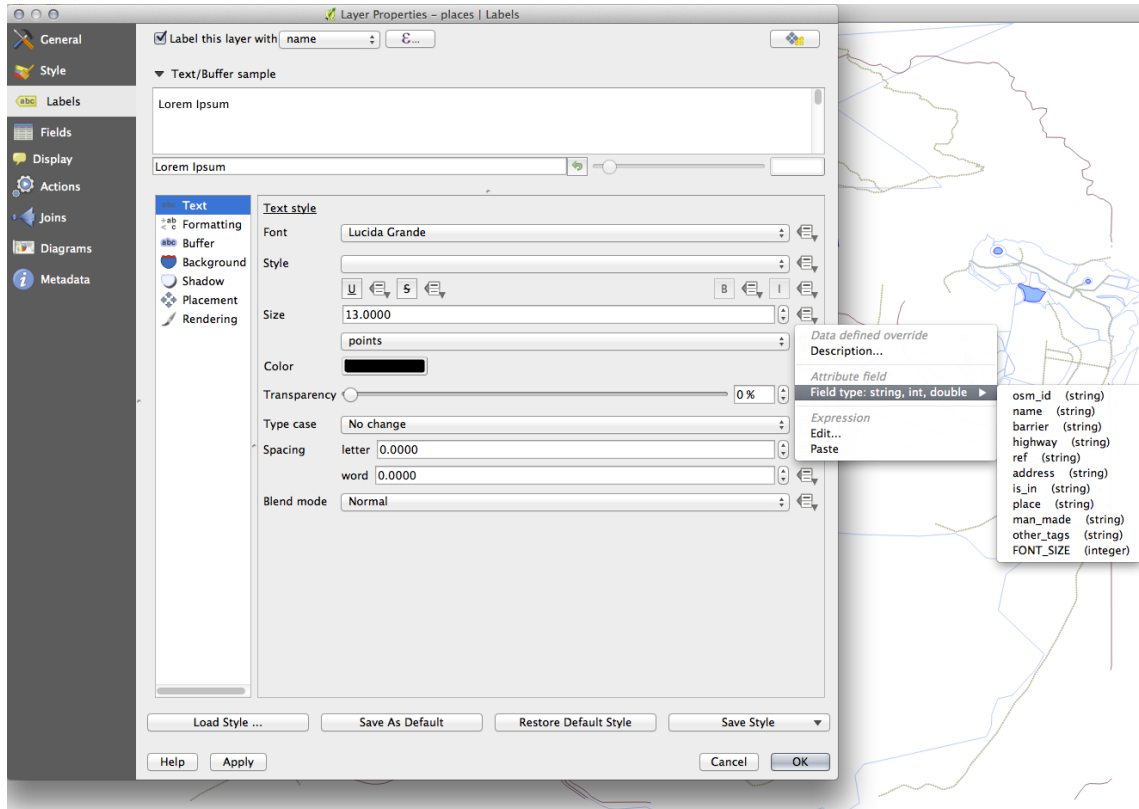 Layer Properties – places | Labels
General
Style
Labels
Fields
Display
Actions
Joins
Diagrams
Metadata
Label this layer with name ε...
Text/Buffer sample
Lorem Ipsum
Lorem Ipsum
Text
Formatting
Buffer
Background
Shadow
Placement
Rendering
Text style
Font Lucida Grande
Style
U S B I
Size 13.0000
points
Color
Transparency 0 %
Type case No change
Spacing letter 0.0000
word 0.0000
Blend mode Normal
Data defined override
Description...
Attribute field
Field type: string, int, double
Expression
Edit...
Paste
osm_id (string)
name (string)
barrier (string)
highway (string)
ref (string)
address (string)
is_in (string)
place (string)
man_made (string)
other_tags (string)
FONT_SIZE (integer)
Load Style ... Save As Default Restore Default Style Save Style
Help Apply Cancel OK